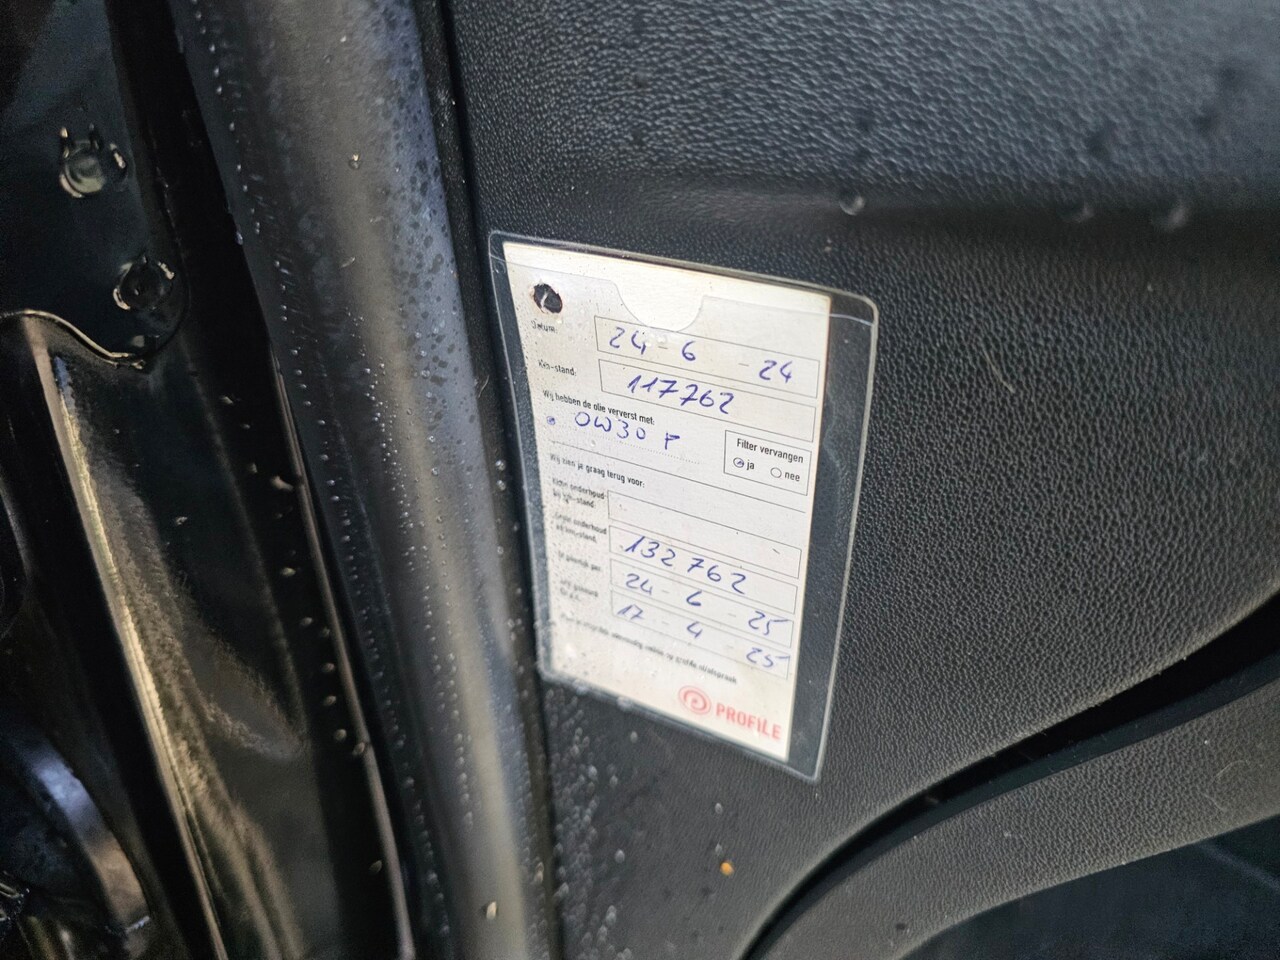 Datum:
24-6-24
Km-stand:
117762
Wij hebben de olie ververst met:
0W30 F
Filter vervangen
ja nee
Wij zien je graag terug voor:
132762
24-6-25
17-4-25
PROFILE